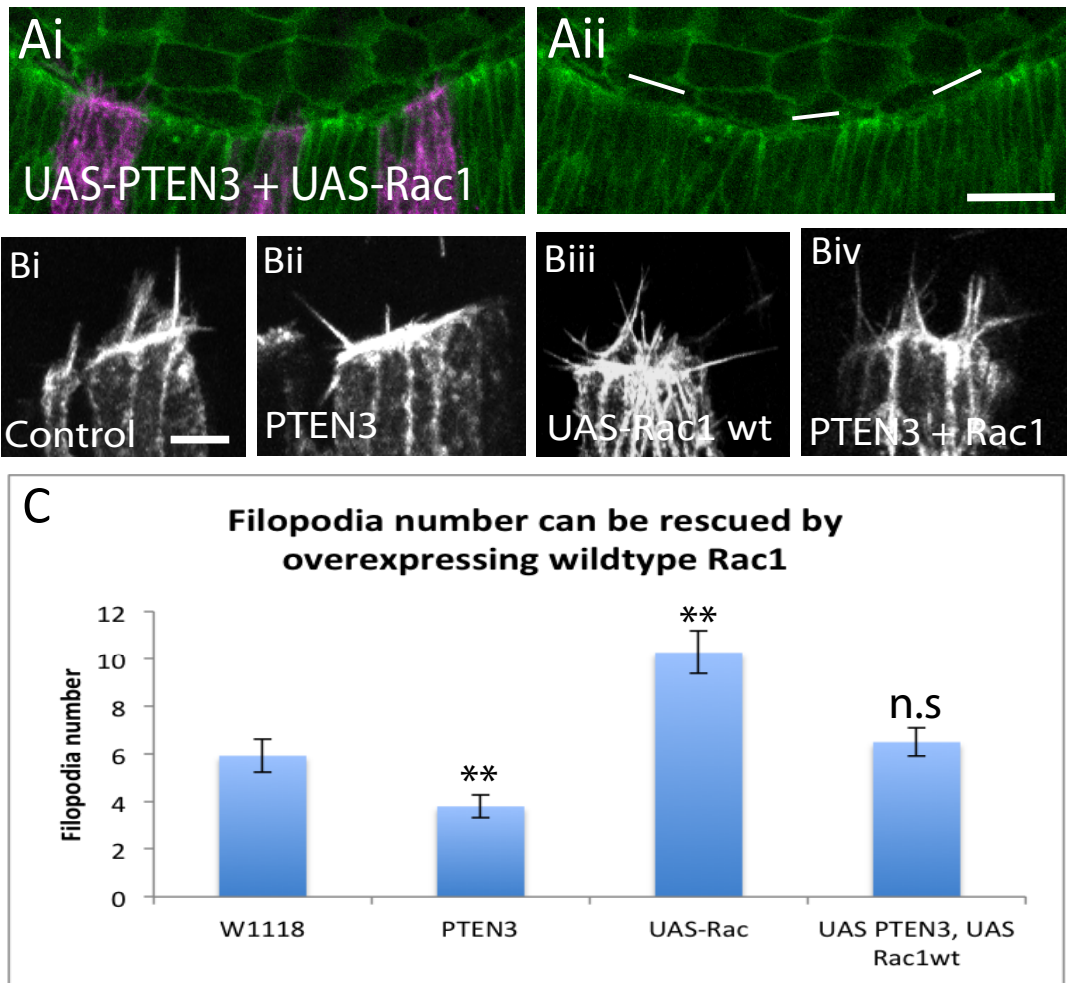 Ai
UAS-PTEN3 + UAS-Rac1
Aii
Bi
Control
Bii
PTEN3
Biii
UAS-Rac1 wt
Biv
PTEN3 + Rac1
C
Filopodia number can be rescued by
overexpressing wildtype Rac1
Filopodia number
12
10
8
6
4
2
0
**
**
n.s
W1118
PTEN3
UAS-Rac
UAS PTEN3, UAS
Rac1wt